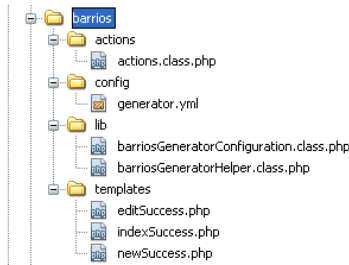 barrios
actions
actions.class.php
config
generator.yml
lib
barriosGeneratorConfiguration.class.php
barriosGeneratorHelper.class.php
templates
editSuccess.php
indexSuccess.php
newSuccess.php